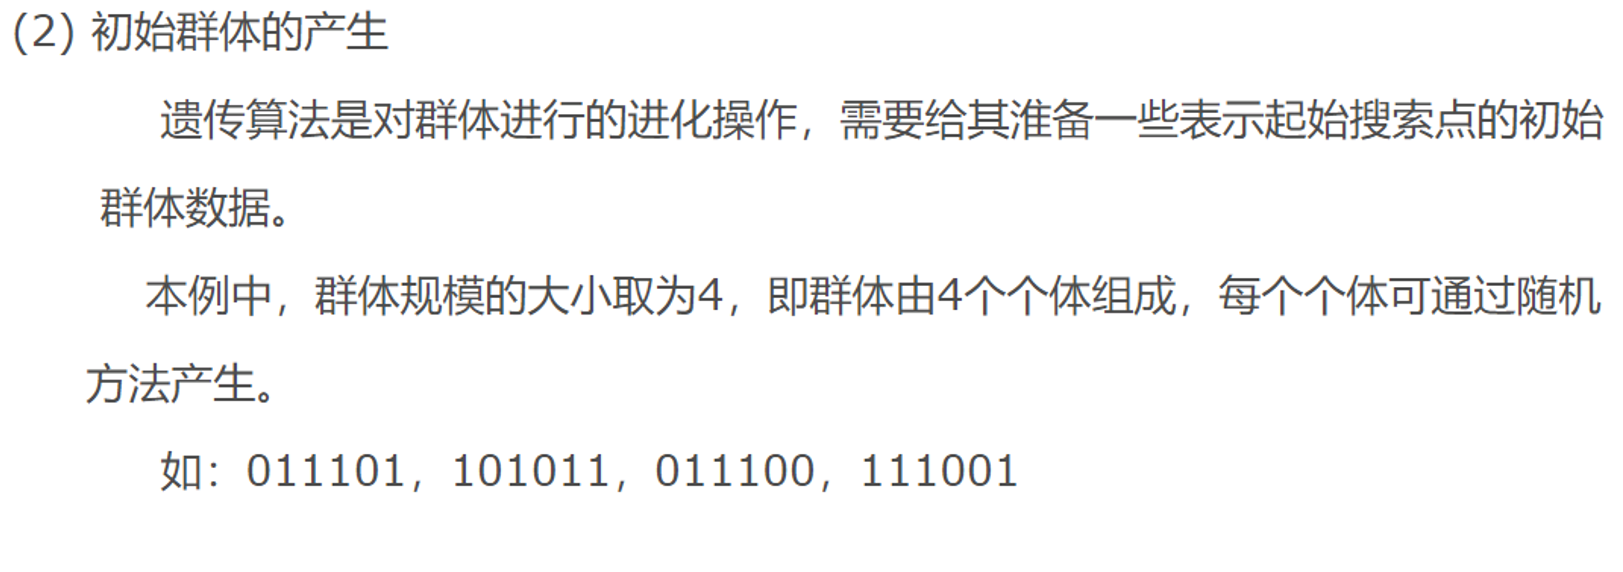 (2) 初始群体的产生
遗传算法是对群体进行的进化操作，需要给其淮备一些表示起始搜索点的初始
群体数据。
本例中，群体规模的大小取为4，即群体由4个个体组成，每个个体可通过随机
方法产生。
如：011101，101011，011100，111001